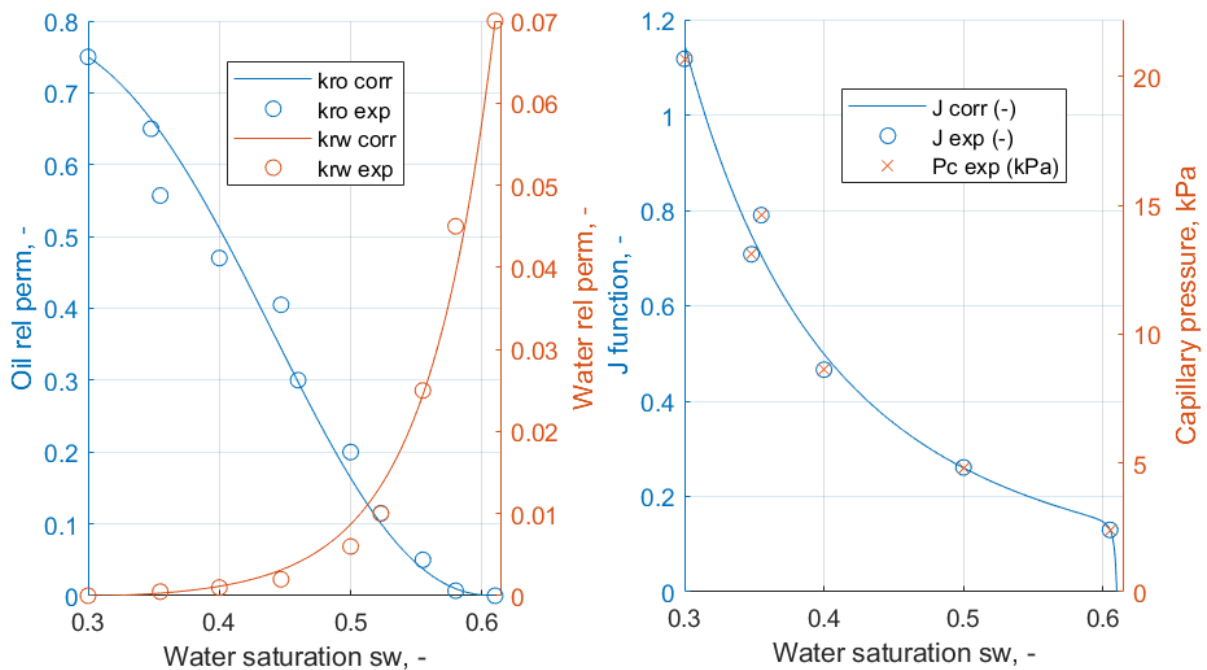 0.8
0.7
0.6
0.5
0.4
0.3
0.2
0.1
0
Oil rel perm, -
kro corr
kro exp
krw corr
krw exp
0.07
0.06
0.05
0.04
0.03
0.02
0.01
0
Water rel perm, -
0.3 0.4 0.5 0.6
Water saturation sw, -
1.2
1
0.8
0.6
0.4
0.2
0
J function, -
J corr (-)
J exp (-)
Pc exp (kPa)
20
15
10
5
0
Capillary pressure, kPa
0.3 0.4 0.5 0.6
Water saturation sw, -